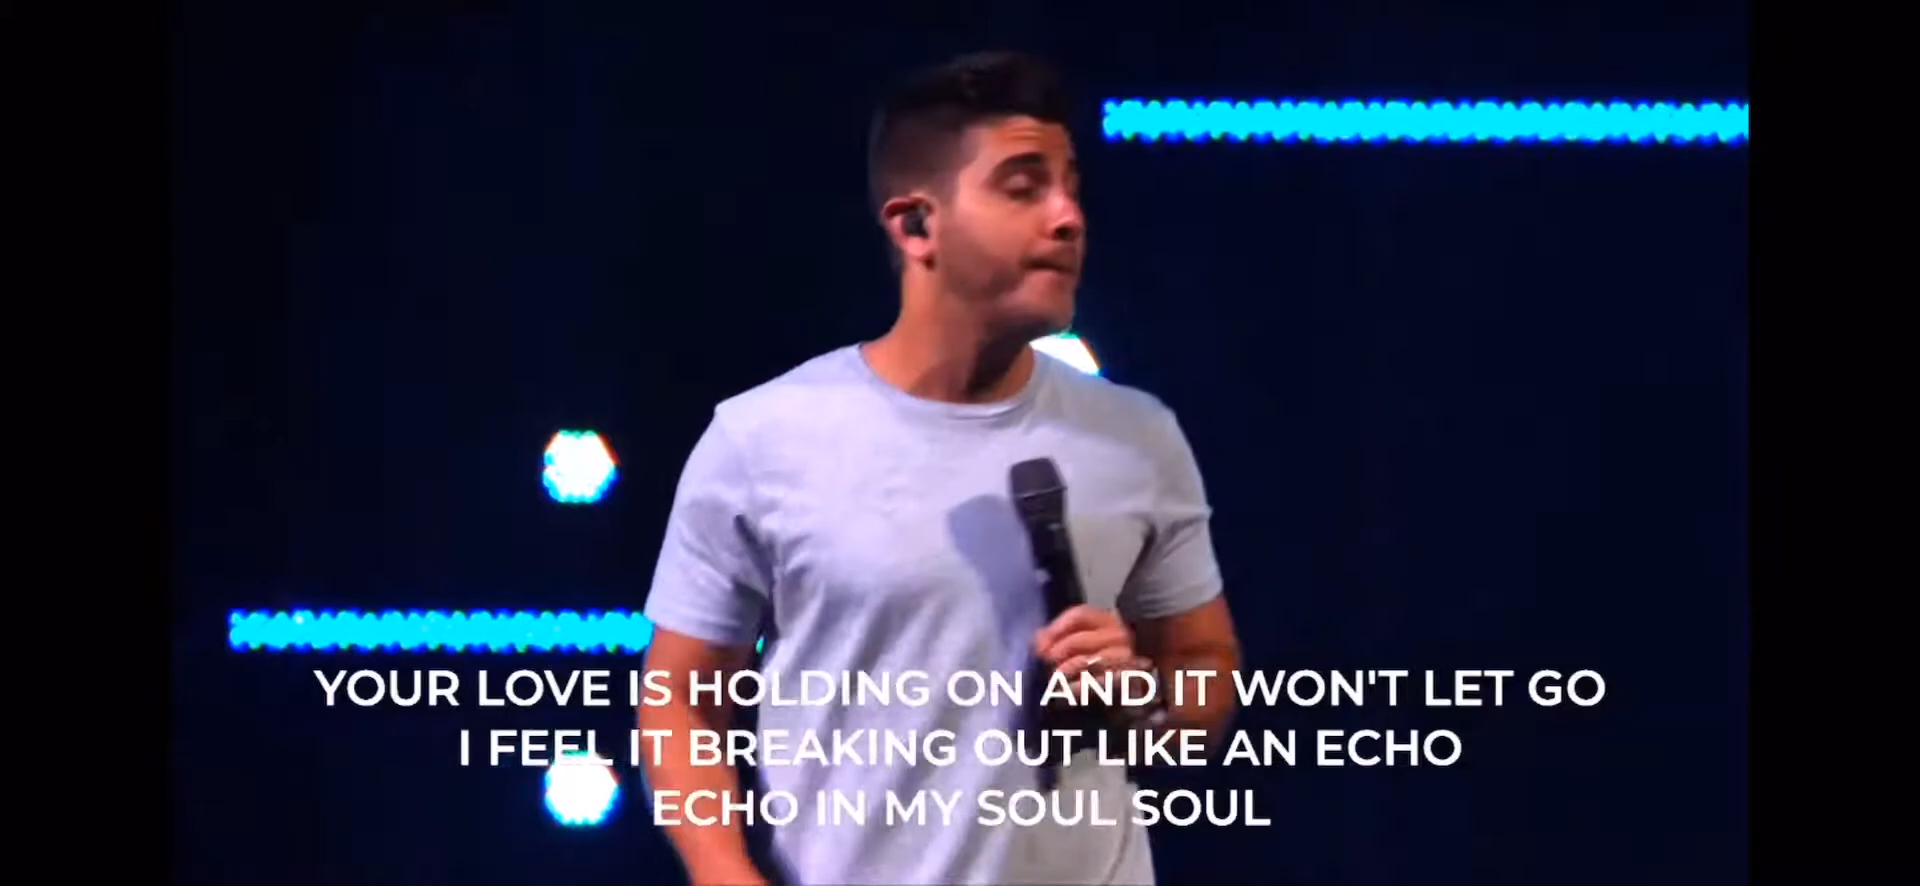 YOUR LOVE IS HOLDING ON AND IT WON'T LET GO
I FEEL IT BREAKING OUT LIKE AN ECHO
ECHO IN MY SOUL SOUL